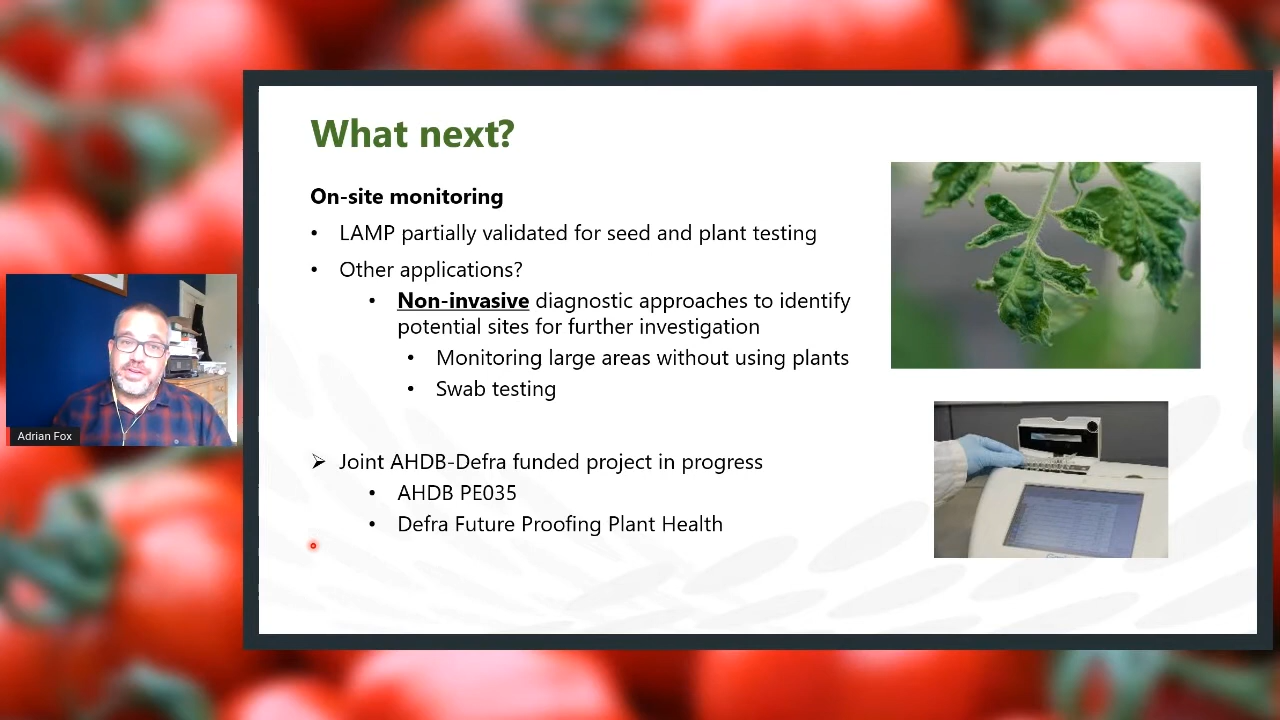 What next?
On-site monitoring
• LAMP partially validated for seed and plant testing
• Other applications?
• Non-invasive diagnostic approaches to identify
potential sites for further investigation
• Monitoring large areas without using plants
• Swab testing
➢ Joint AHDB-Defra funded project in progress
• AHDB PE035
• Defra Future Proofing Plant Health
Adrian Fox